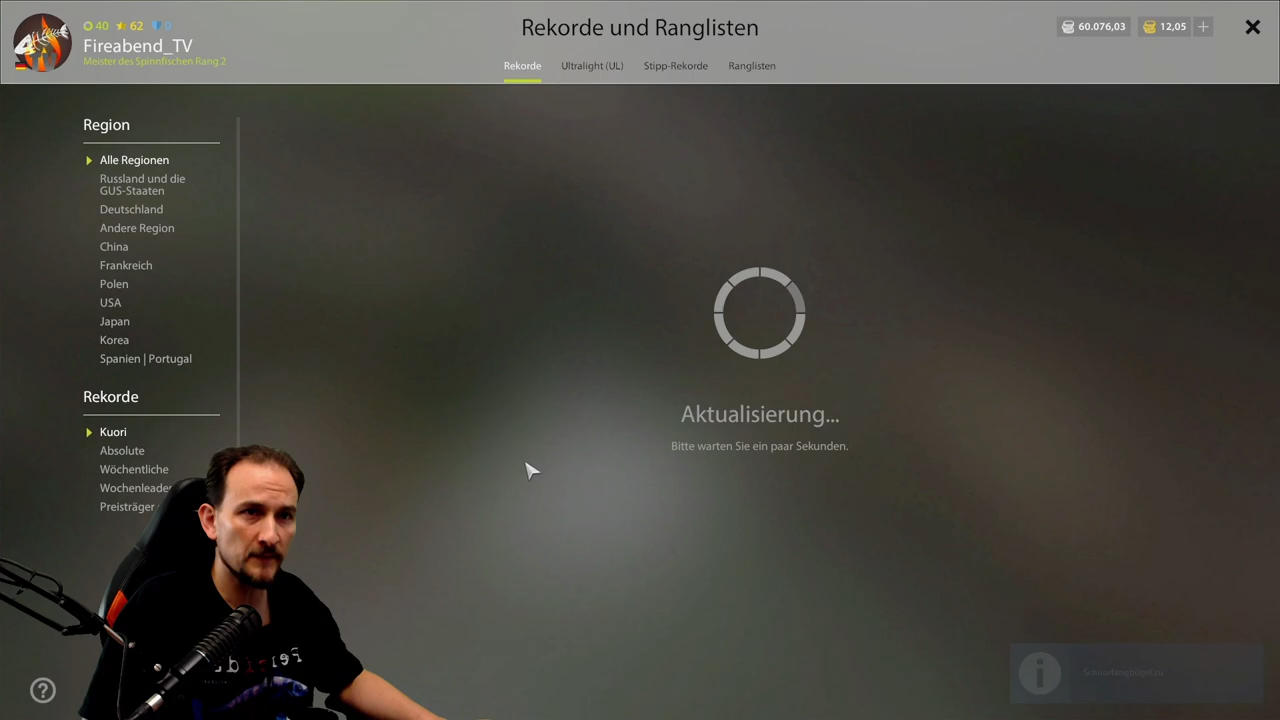 40 62 0
Fireabend_TV
Meister des Spinnfischen Rang 2
Rekorde und Ranglisten
60.076,03 12,05 +
Rekorde Ultralight (UL) Stipp-Rekorde Ranglisten
Region
Alle Regionen
Russland und die
GUS-Staaten
Deutschland
Andere Region
China
Frankreich
Polen
USA
Japan
Korea
Spanien | Portugal
Rekorde
Kuori
Absolute
Wöchentliche
Preisträger
Aktualisierung...
Bitte warten Sie ein paar Sekunden.
?